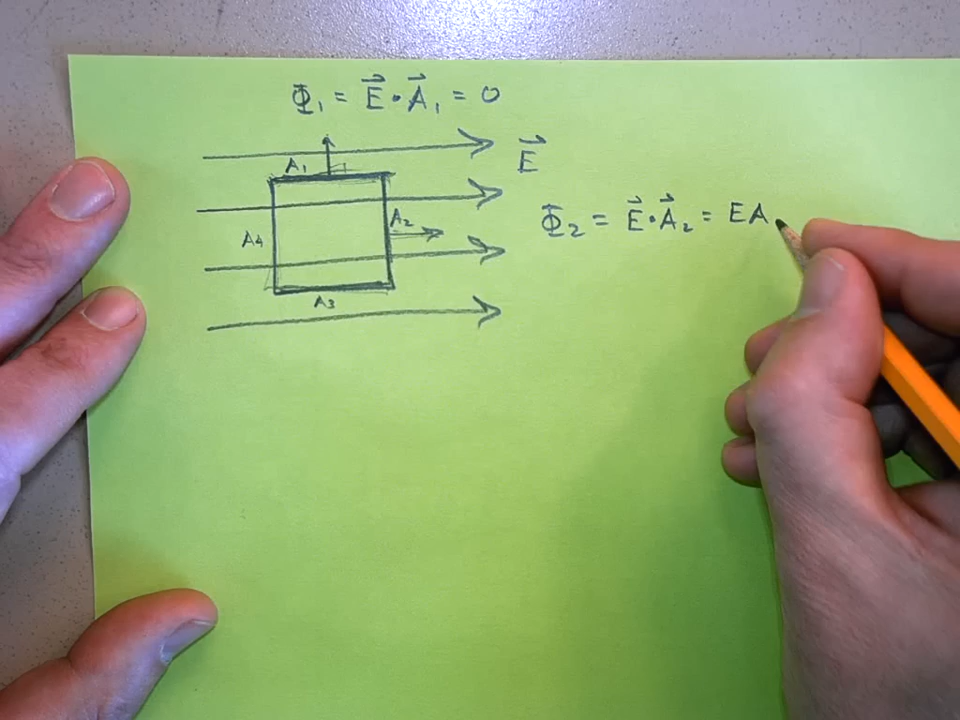 Φ₁ = E⃗ • A⃗₁ = 0
A₁
E⃗
A₂
Φ₂ = E⃗ • A⃗₂ = EA
A₄
A₃